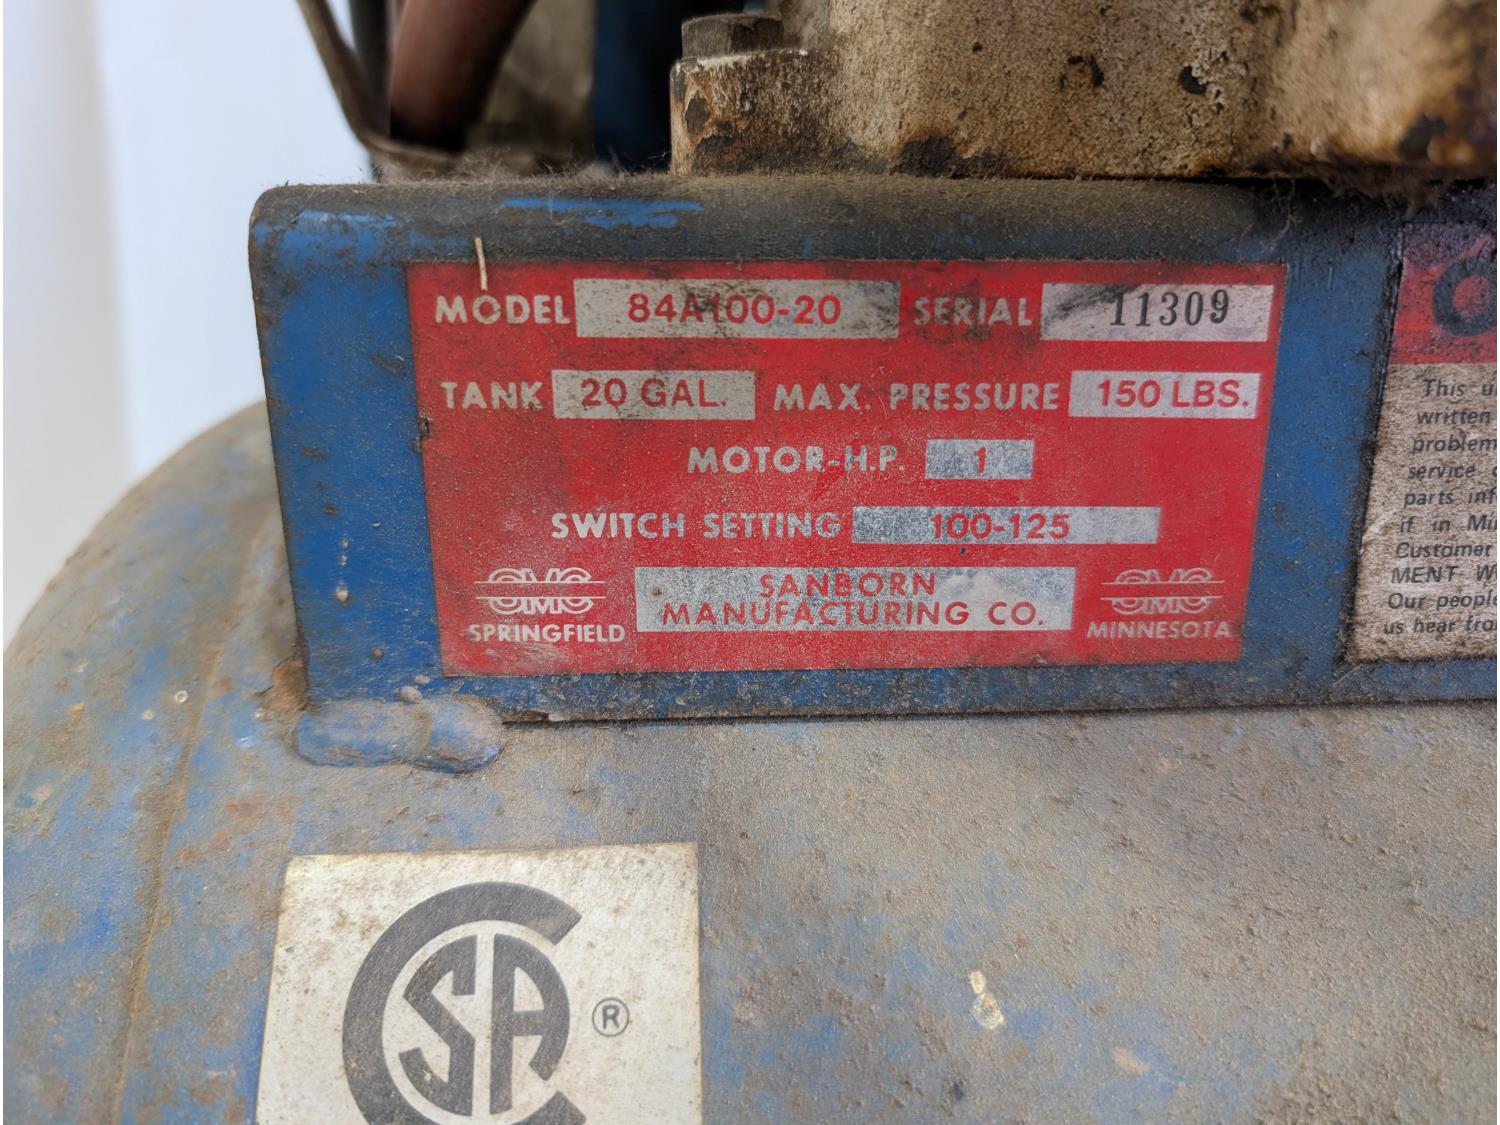 MODEL 84A100-20 SERIAL 11309
TANK 20 GAL. MAX. PRESSURE 150 LBS.
MOTOR-H.P. 1
SWITCH SETTING 100-125
SMC SANBORN SMC
MANUFACTURING CO.
SPRINGFIELD MINNESOTA
This
written
problem
service
parts
if in
Customer
MENT
Our people
us hear
CSA ®